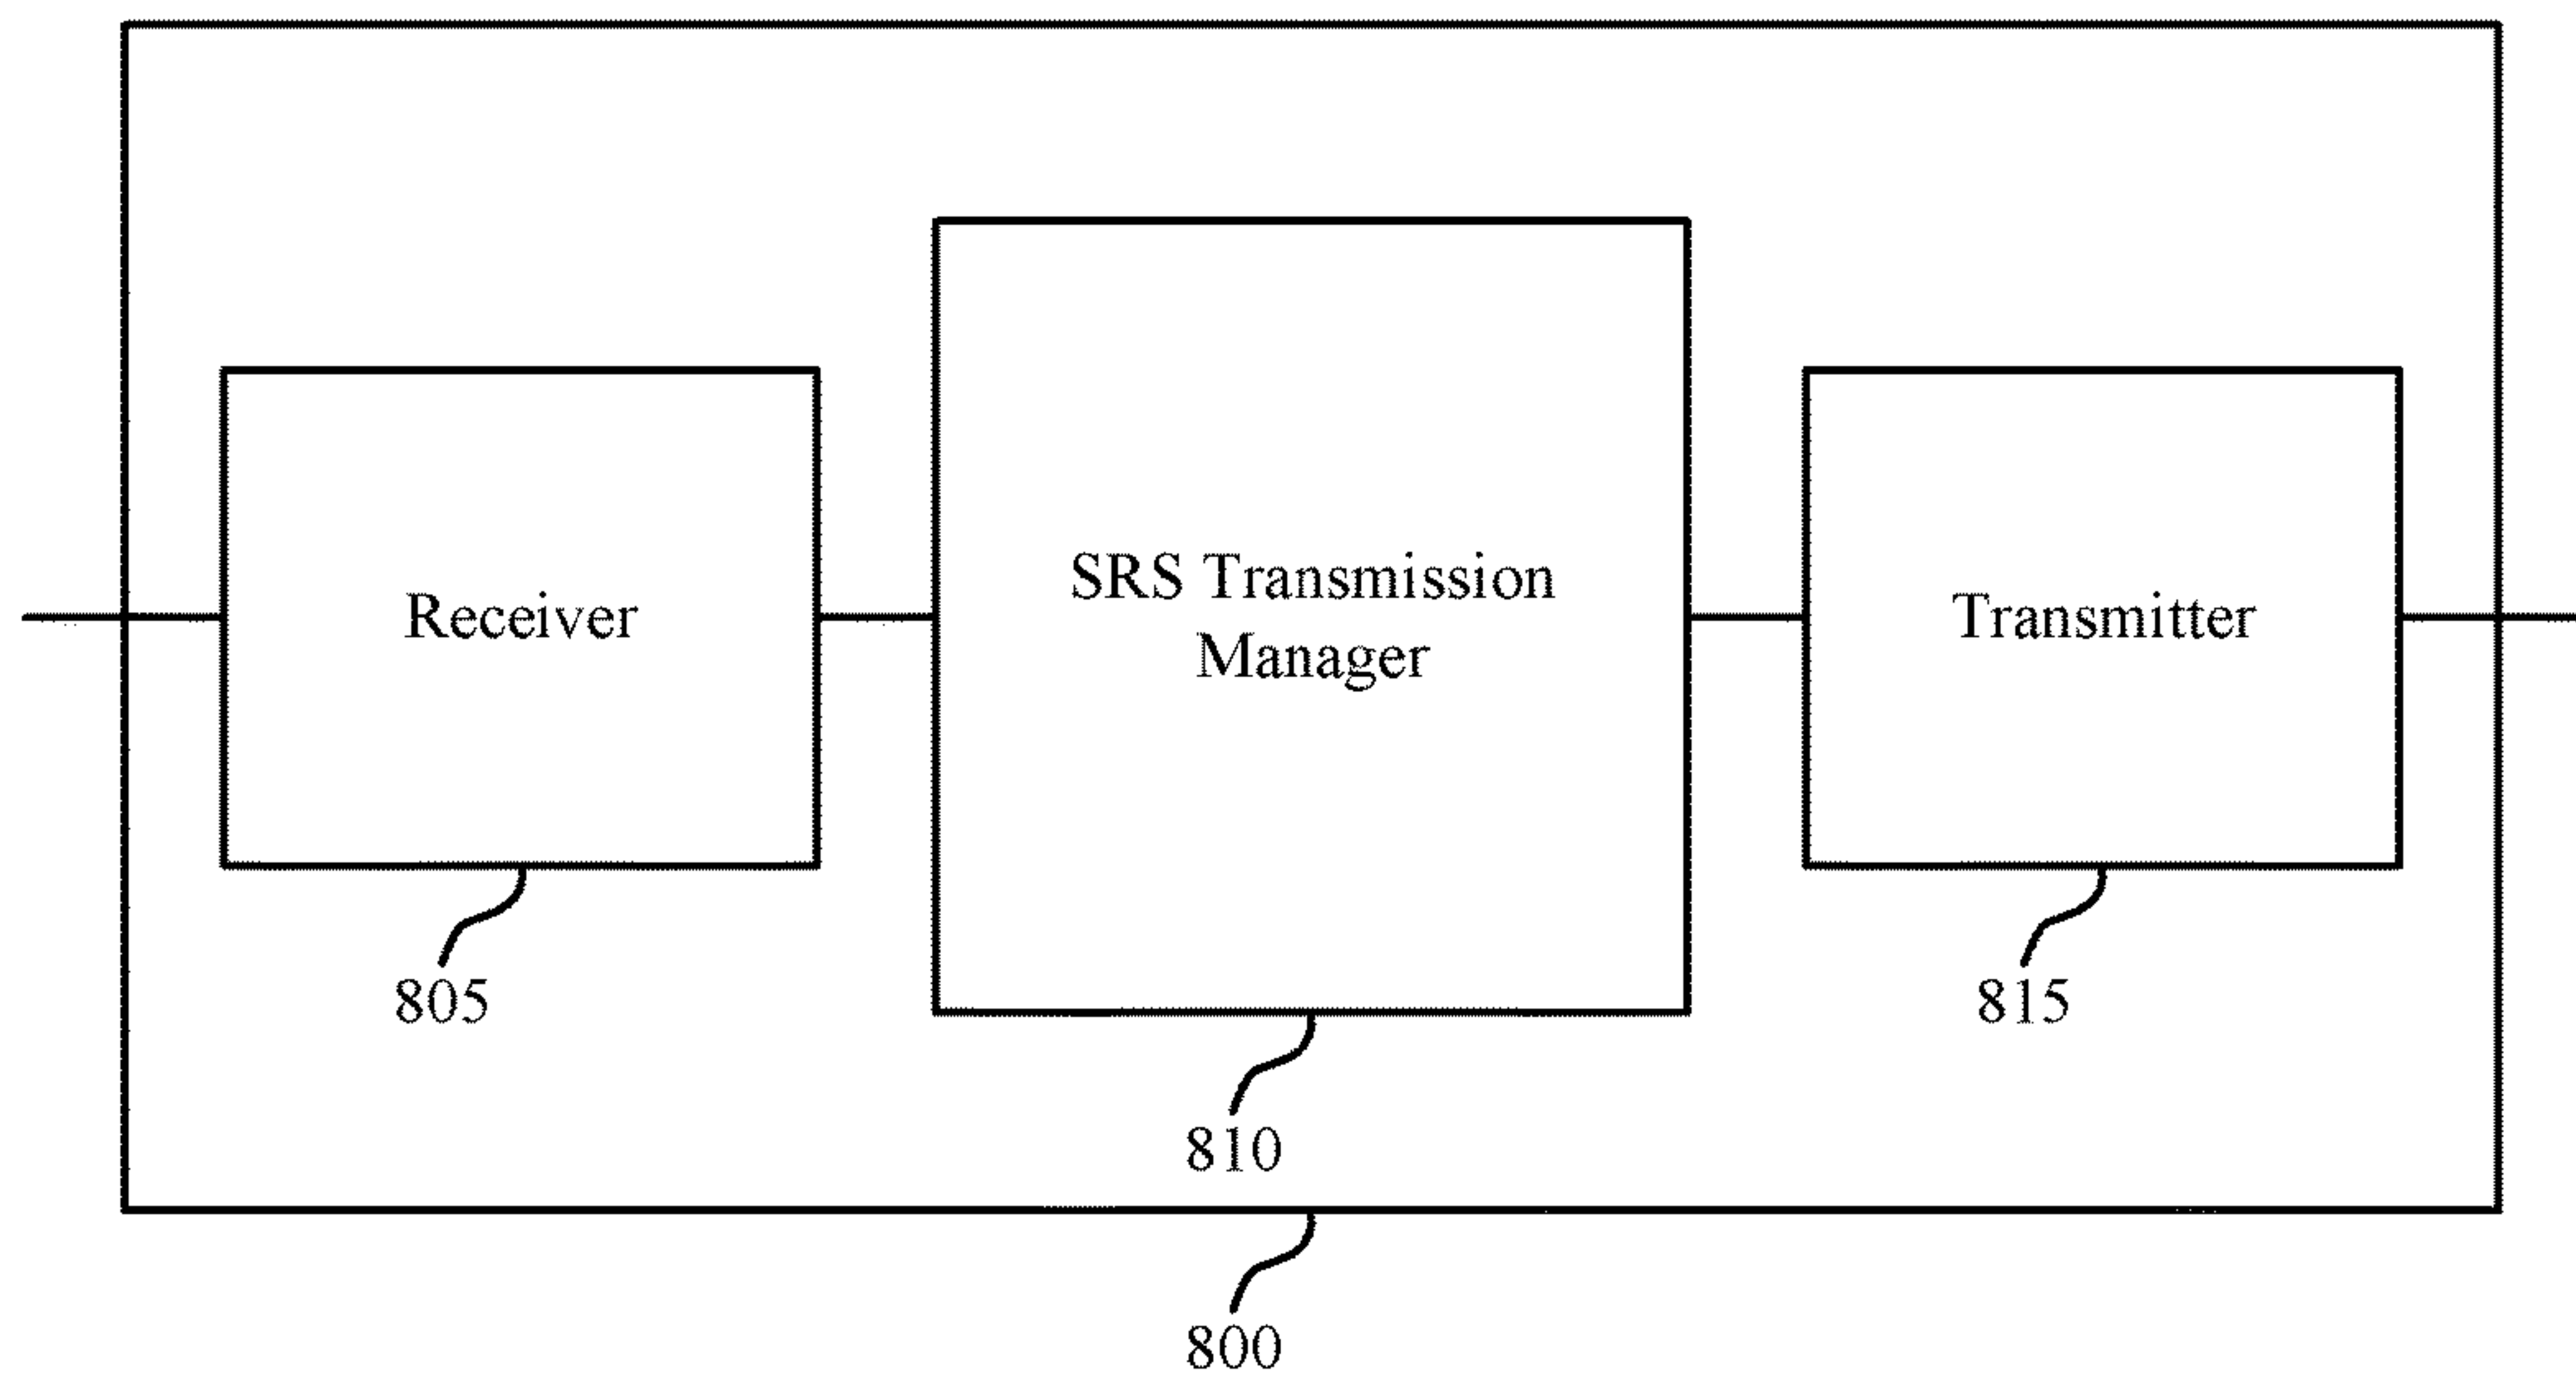 Receiver
SRS Transmission
Manager
Transmitter
805
815
810
800